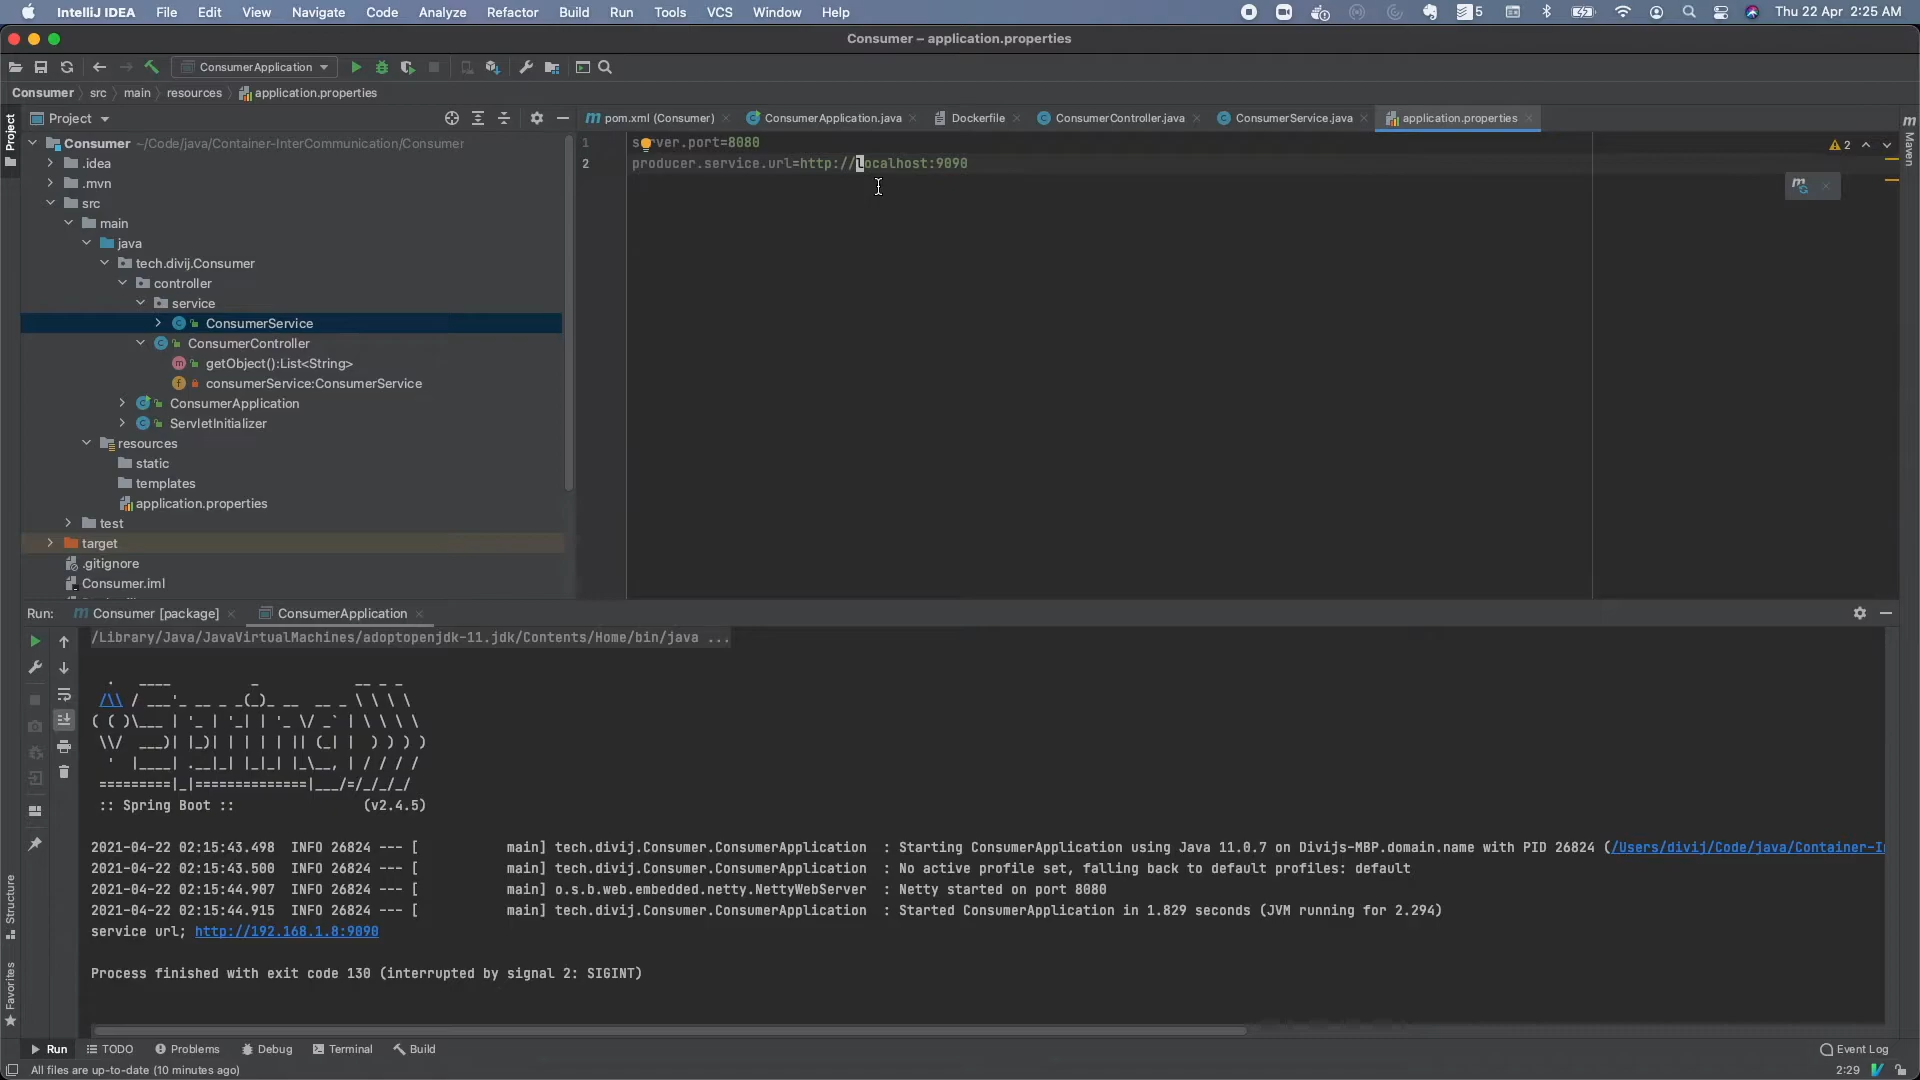 IntelliJ IDEA File Edit View Navigate Code Analyze Refactor Build Run Tools VCS Window Help 5 Thu 22 Apr 2:25 AM
Consumer – application.properties
ConsumerApplication
Consumer src main resources application.properties
Project
pom.xml (Consumer) ConsumerApplication.java Dockerfile ConsumerController.java ConsumerService.java application.properties
Project
Maven
Consumer ~/Code/java/Container-InterCommunication/Consumer
.idea
.mvn
src
main
java
tech.divij.Consumer
controller
service
ConsumerService
ConsumerController
getObject():List<String>
consumerService:ConsumerService
ConsumerApplication
ServletInitializer
resources
static
templates
application.properties
test
target
.gitignore
Consumer.iml
1 server.port=8080
2 producer.service.url=http://localhost:9090
2
Run: Consumer [package] ConsumerApplication
/Library/Java/JavaVirtualMachines/adoptopenjdk-11.jdk/Contents/Home/bin/java ...
:: Spring Boot :: (v2.4.5)
2021-04-22 02:15:43.498 INFO 26824 --- [ main] tech.divij.Consumer.ConsumerApplication : Starting ConsumerApplication using Java 11.0.7 on Divijs-MBP.domain.name with PID 26824 (/Users/divij/Code/java/Container-I
2021-04-22 02:15:43.500 INFO 26824 --- [ main] tech.divij.Consumer.ConsumerApplication : No active profile set, falling back to default profiles: default
2021-04-22 02:15:44.907 INFO 26824 --- [ main] o.s.b.web.embedded.netty.NettyWebServer : Netty started on port 8080
2021-04-22 02:15:44.915 INFO 26824 --- [ main] tech.divij.Consumer.ConsumerApplication : Started ConsumerApplication in 1.829 seconds (JVM running for 2.294)
service url; http://192.168.1.8:9090
Process finished with exit code 130 (interrupted by signal 2: SIGINT)
Structure
Favorites
Run TODO Problems Debug Terminal Build Event Log
All files are up-to-date (10 minutes ago) 2:29